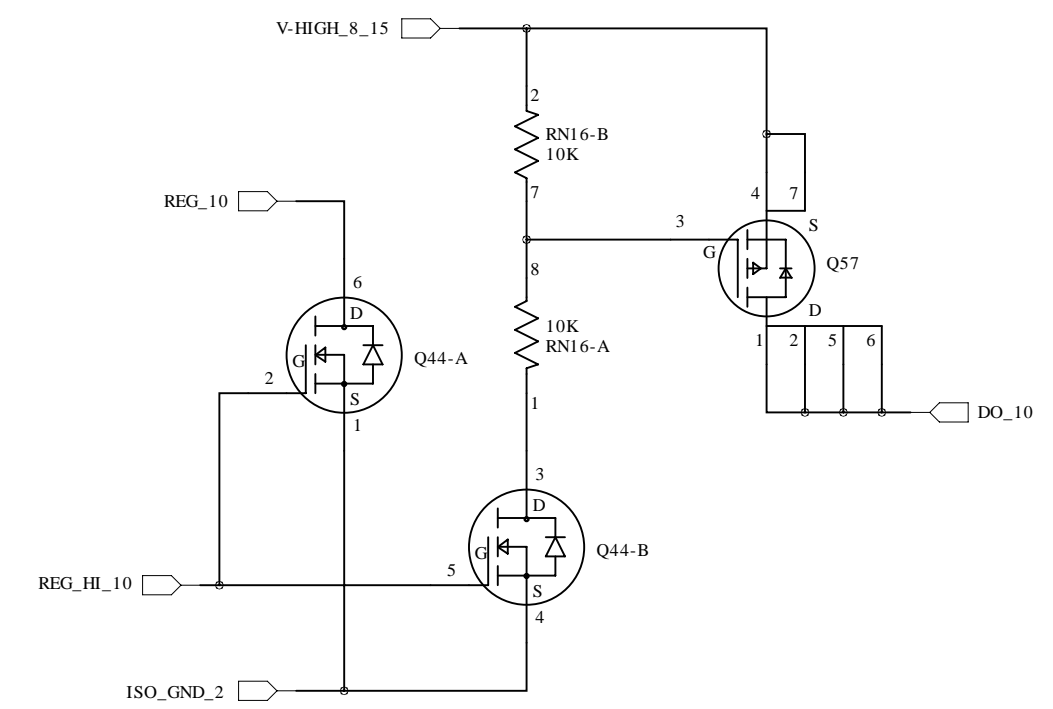 V-HIGH_8_15
2
RN16-B
10K
7
REG_10
4 7
3
S
G
Q57
8
6
D
D
10K
RN16-A
1 2 5 6
G
Q44-A
2
S
1
1
DO_10
3
D
G
Q44-B
5
REG_HI_10
S
4
ISO_GND_2